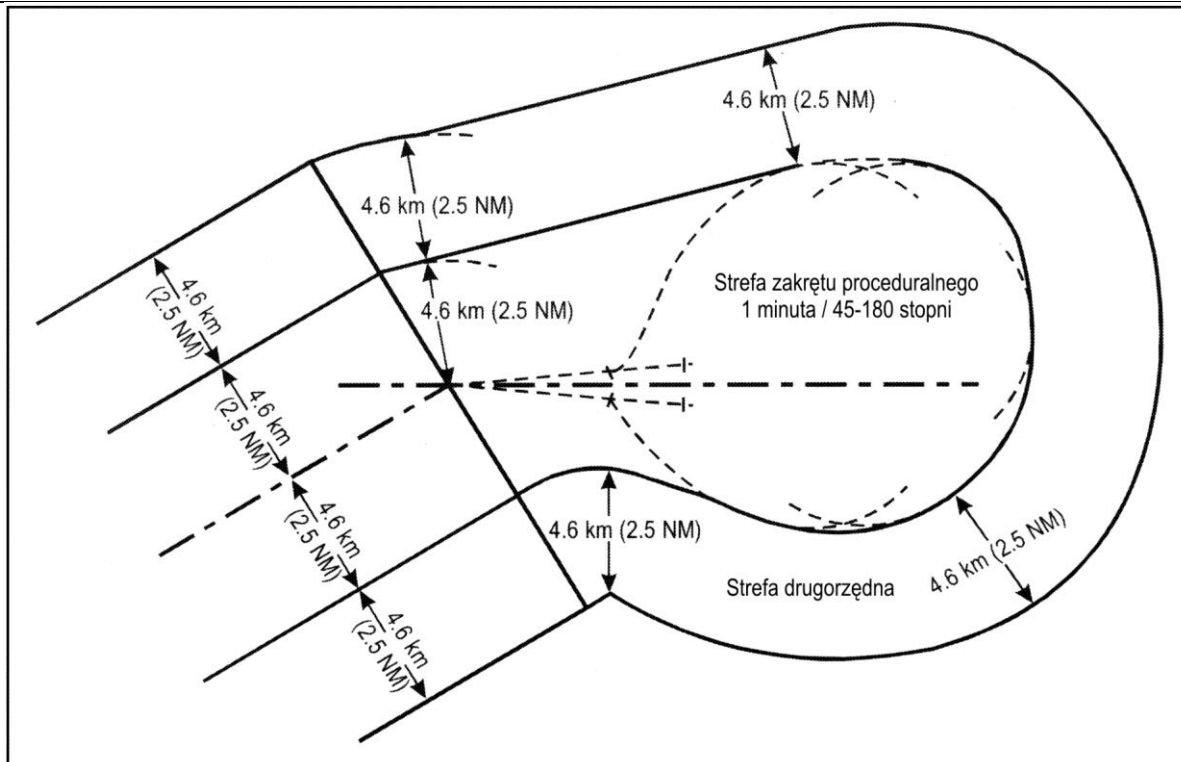 4.6 km (2.5 NM)
4.6 km (2.5 NM)
4.6 km (2.5 NM)
4.6 km
(2.5 NM)
4.6 km
(2.5 NM)
4.6 km
(2.5 NM)
4.6 km
(2.5 NM)
Strefa zakrętu proceduralnego
1 minuta / 45-180 stopni
4.6 km (2.5 NM)
Strefa drugorzędna
4.6 km (2.5 NM)